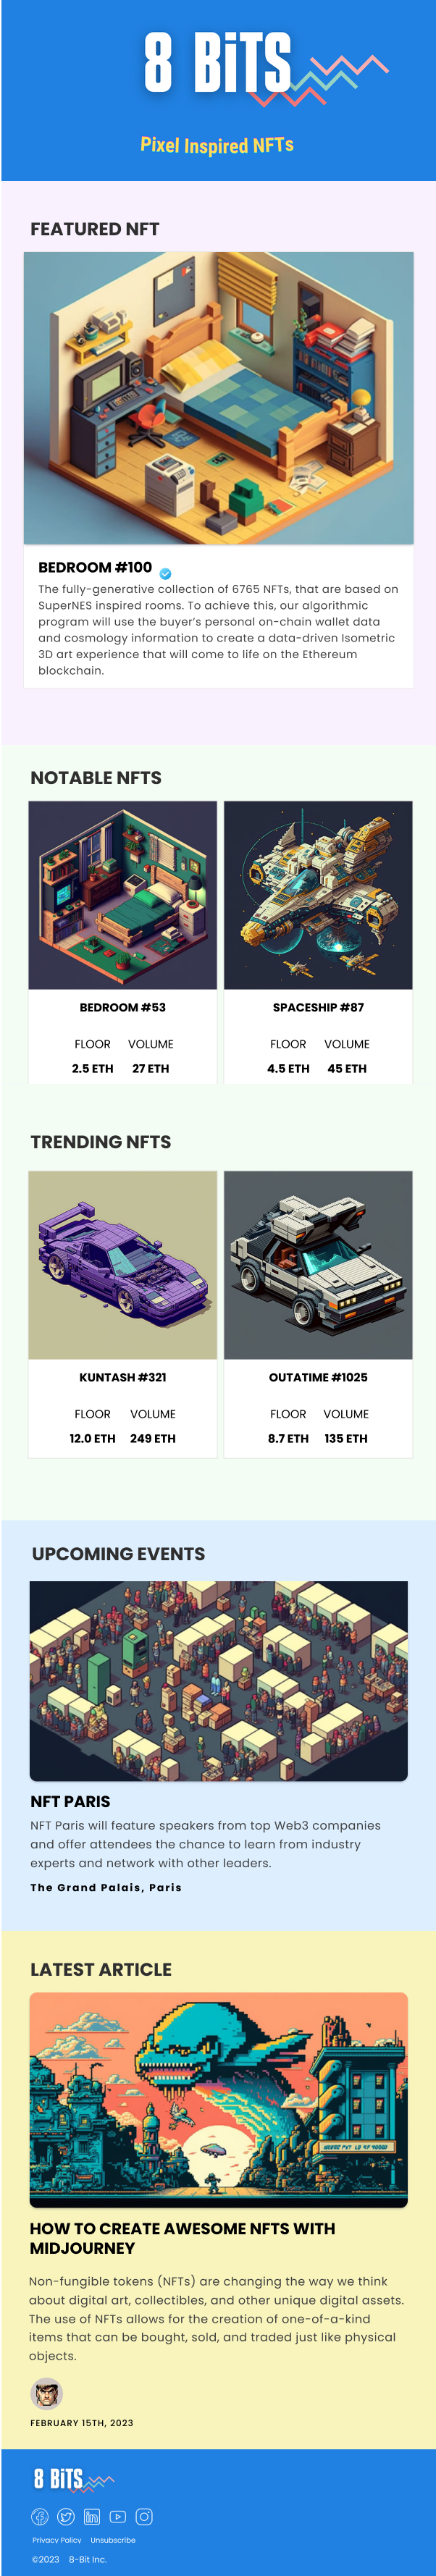 8 BiTS
Pixel Inspired NFTs
FEATURED NFT
BEDROOM #100
The fully-generative collection of 6765 NFTs, that are based on
SuperNES inspired rooms. To achieve this, our algorithmic
program will use the buyer's personal on-chain wallet data
and cosmology information to create a data-driven Isometric
3D art experience that will come to life on the Ethereum
blockchain.
NOTABLE NFTS
BEDROOM #53
FLOOR VOLUME
2.5 ETH 27 ETH
SPACESHIP #87
FLOOR VOLUME
4.5 ETH 45 ETH
TRENDING NFTS
KUNTASH #321
FLOOR VOLUME
12.0 ETH 249 ETH
OUTATIME #1025
FLOOR VOLUME
8.7 ETH 135 ETH
UPCOMING EVENTS
NFT PARIS
NFT Paris will feature speakers from top Web3 companies
and offer attendees the chance to learn from industry
experts and network with other leaders.
The Grand Palais, Paris
LATEST ARTICLE
HOW TO CREATE AWESOME NFTS WITH
MIDJOURNEY
Non-fungible tokens (NFTs) are changing the way we think
about digital art, collectibles, and other unique digital assets.
The use of NFTs allows for the creation of one-of-a-kind
items that can be bought, sold, and traded just like physical
objects.
FEBRUARY 15TH, 2023
8 BiTS
Privacy Policy Unsubscribe
©2023 8-Bit Inc.